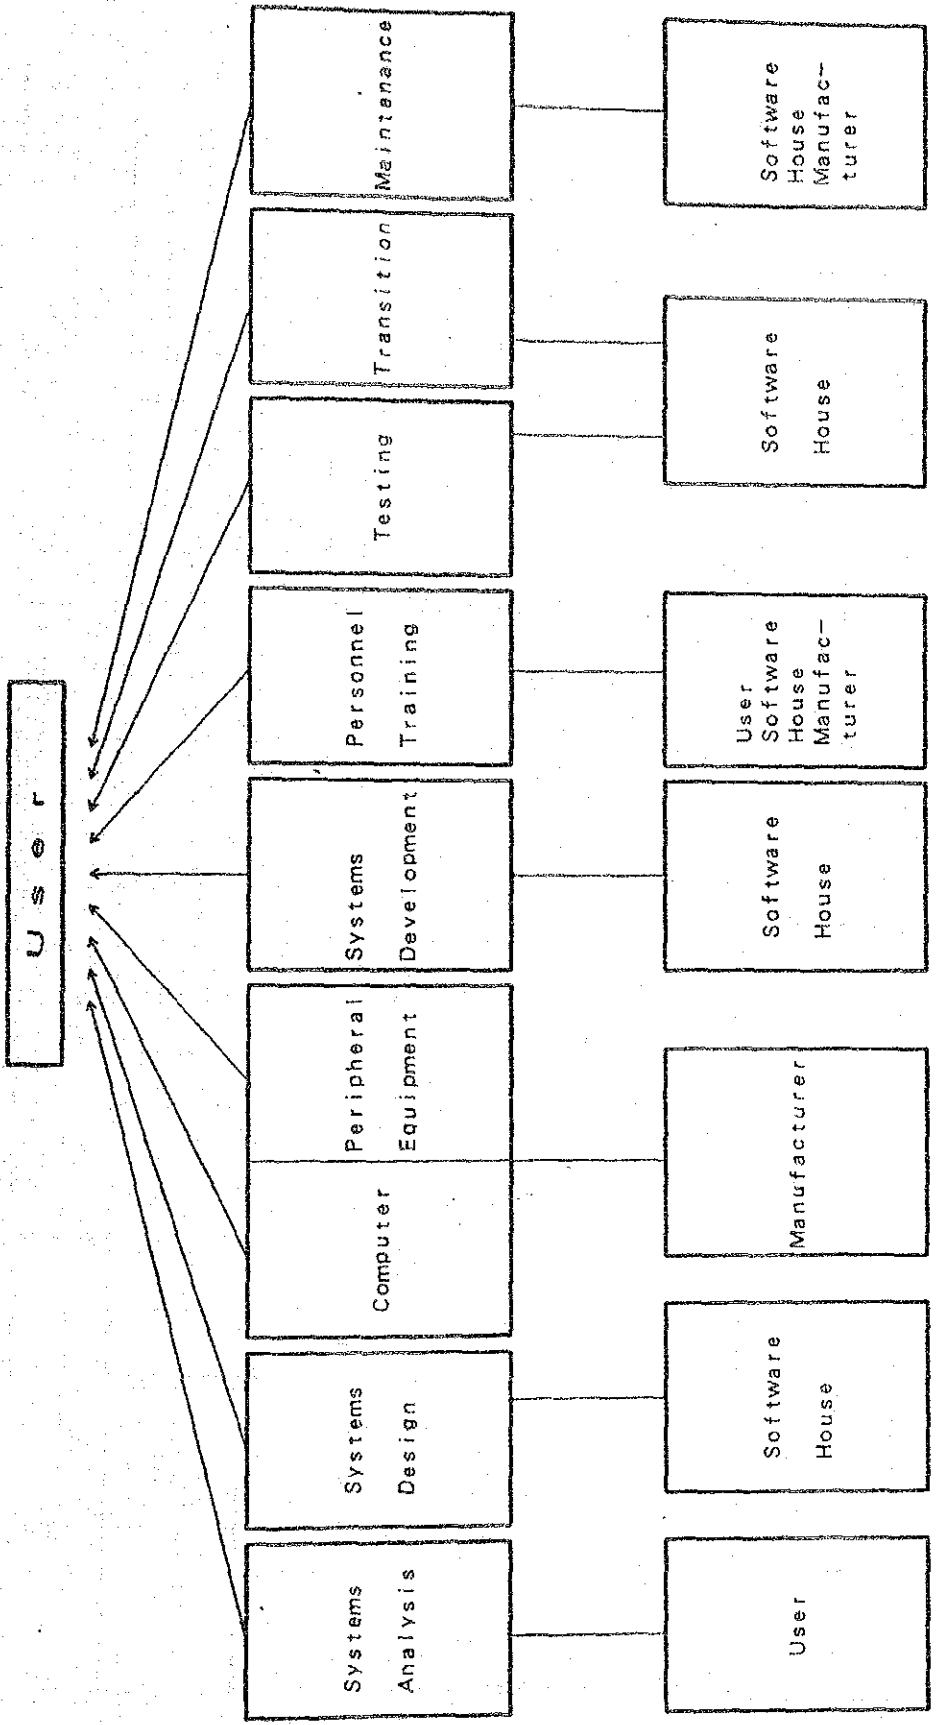 User
Systems
Analysis
Systems
Design
Computer
Peripheral
Equipment
Systems
Development
Personnel
Training
Testing
Transition
Maintenance
User
Software
House
Manufacturer
Software
House
User
Software
House
Manufac-
turer
Software
House
Software
House
Manufac-
turer